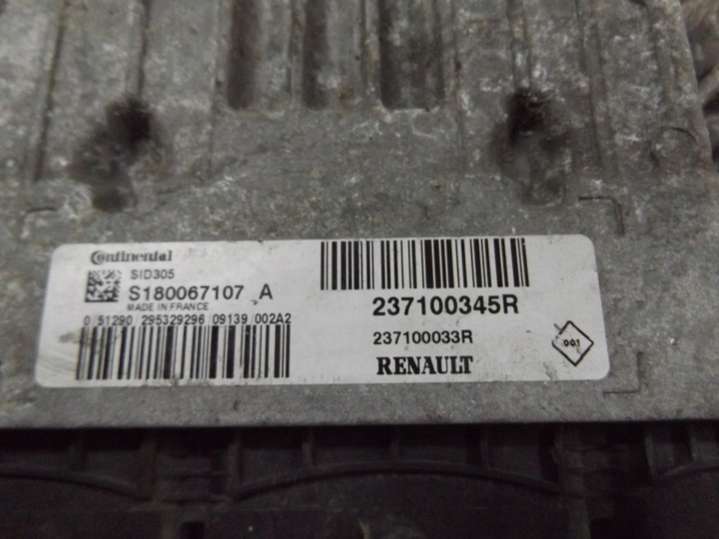 Continental
SID305
S180067107 A
MADE IN FRANCE
0 51290 295329296 09139 002A2
237100345R
237100033R
RENAULT
001